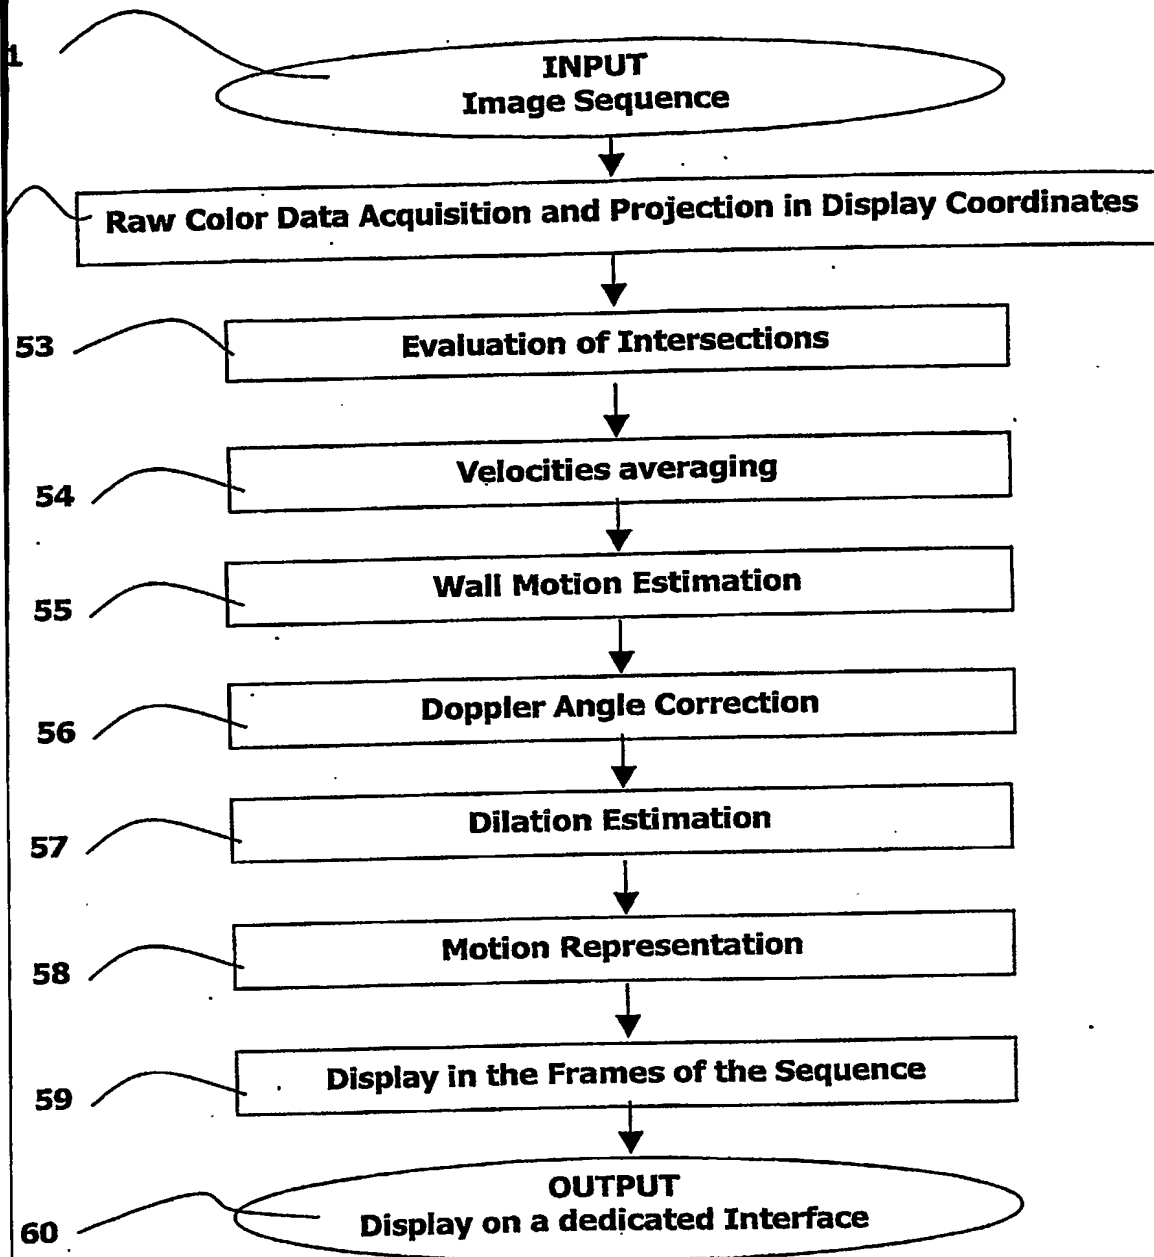 1
INPUT
Image Sequence
Raw Color Data Acquisition and Projection in Display Coordinates
53
Evaluation of Intersections
54
Velocities averaging
55
Wall Motion Estimation
56
Doppler Angle Correction
57
Dilation Estimation
58
Motion Representation
59
Display in the Frames of the Sequence
60
OUTPUT
Display on a dedicated Interface